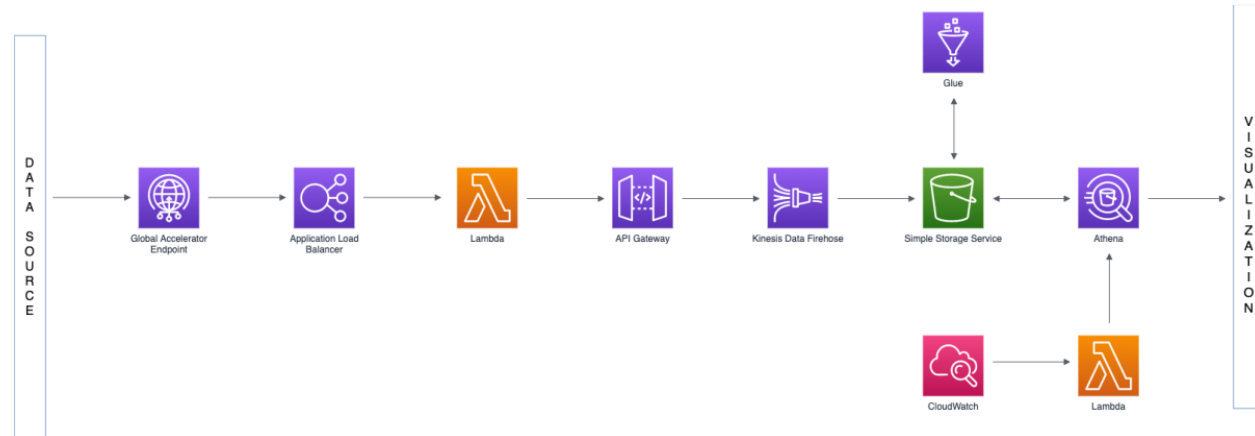 DATA SOURCE
Global Accelerator
Endpoint
Application Load
Balancer
Lambda
API Gateway
Kinesis Data Firehose
Glue
Simple Storage Service
Athena
CloudWatch
Lambda
VISUALIZATION